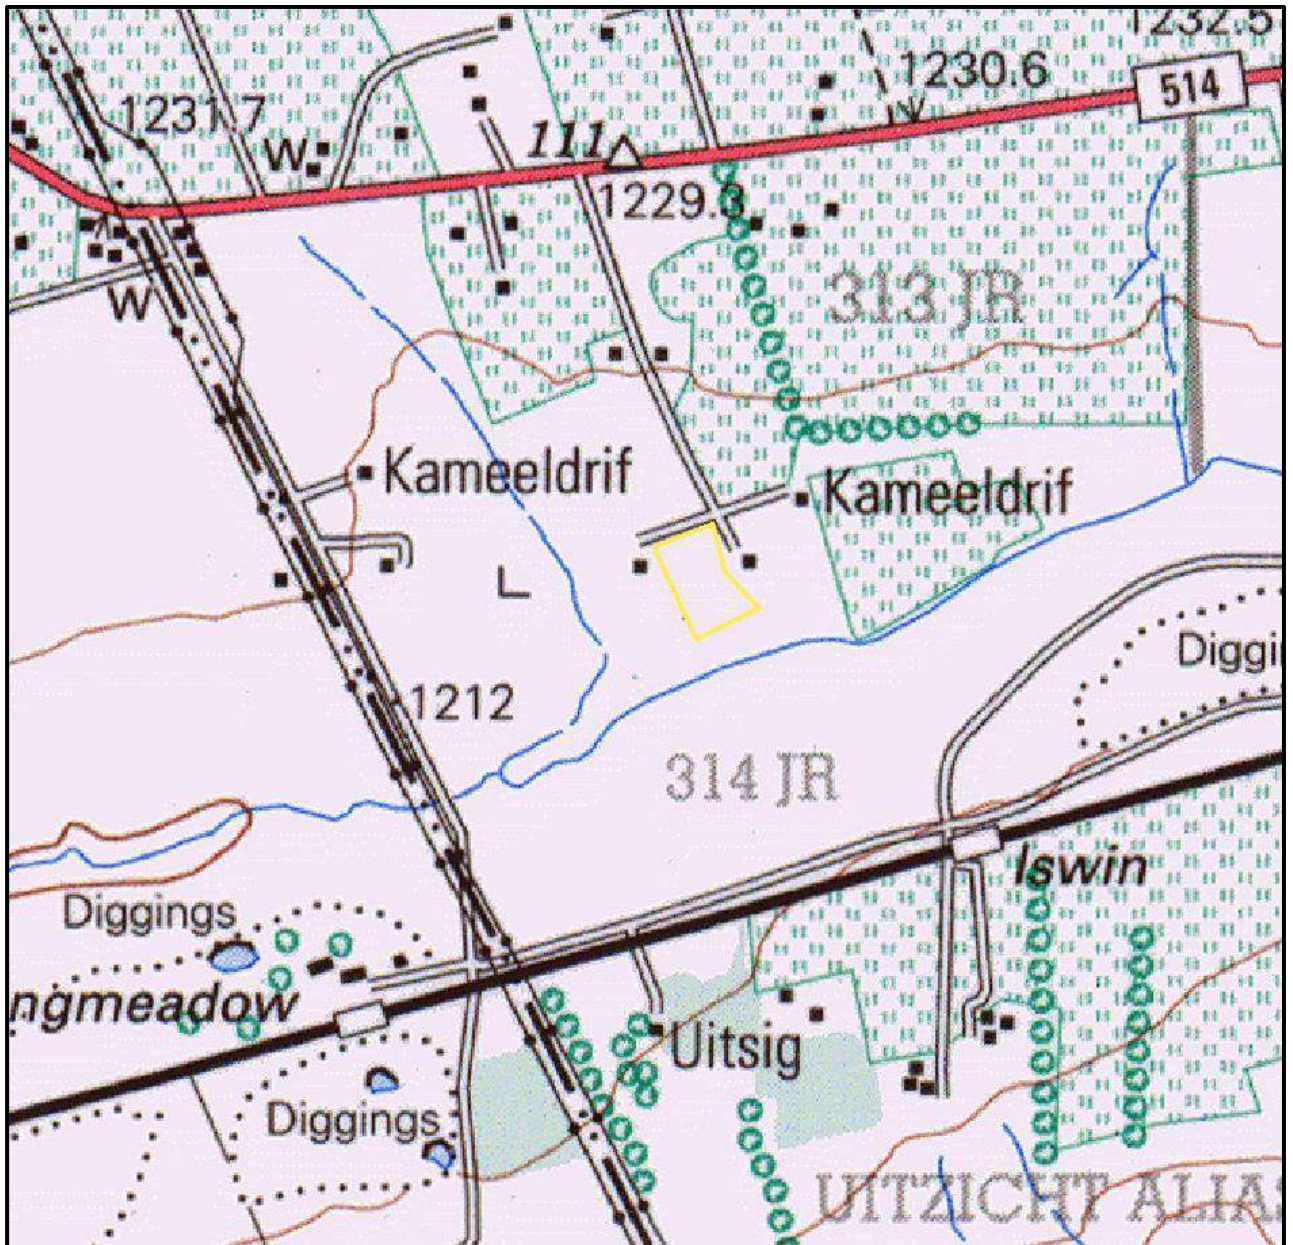 1232.5
1230.6
514
1231.7
W
111
1229.3
W
313 JR
Kameeldrif
Kameeldrif
L
Diggi
1212
314 JR
Iswin
Diggings
ngmeadow
Uitsig
Diggings
UITZICHT ALIAS